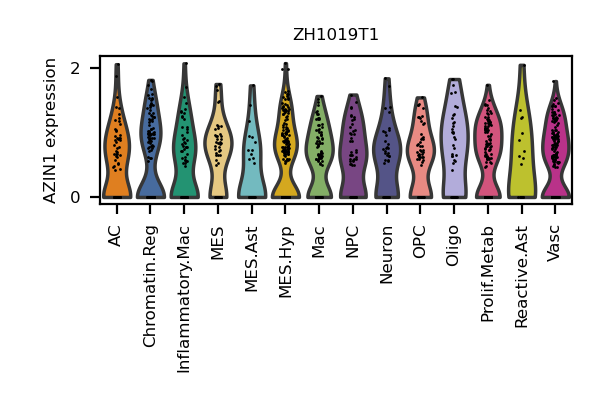 ZH1019T1
AZIN1 expression
2
0
AC
Chromatin.Reg
Inflammatory.Mac
MES
MES.Ast
MES.Hyp
Mac
NPC
Neuron
OPC
Oligo
Prolif.Metab
Reactive.Ast
Vasc